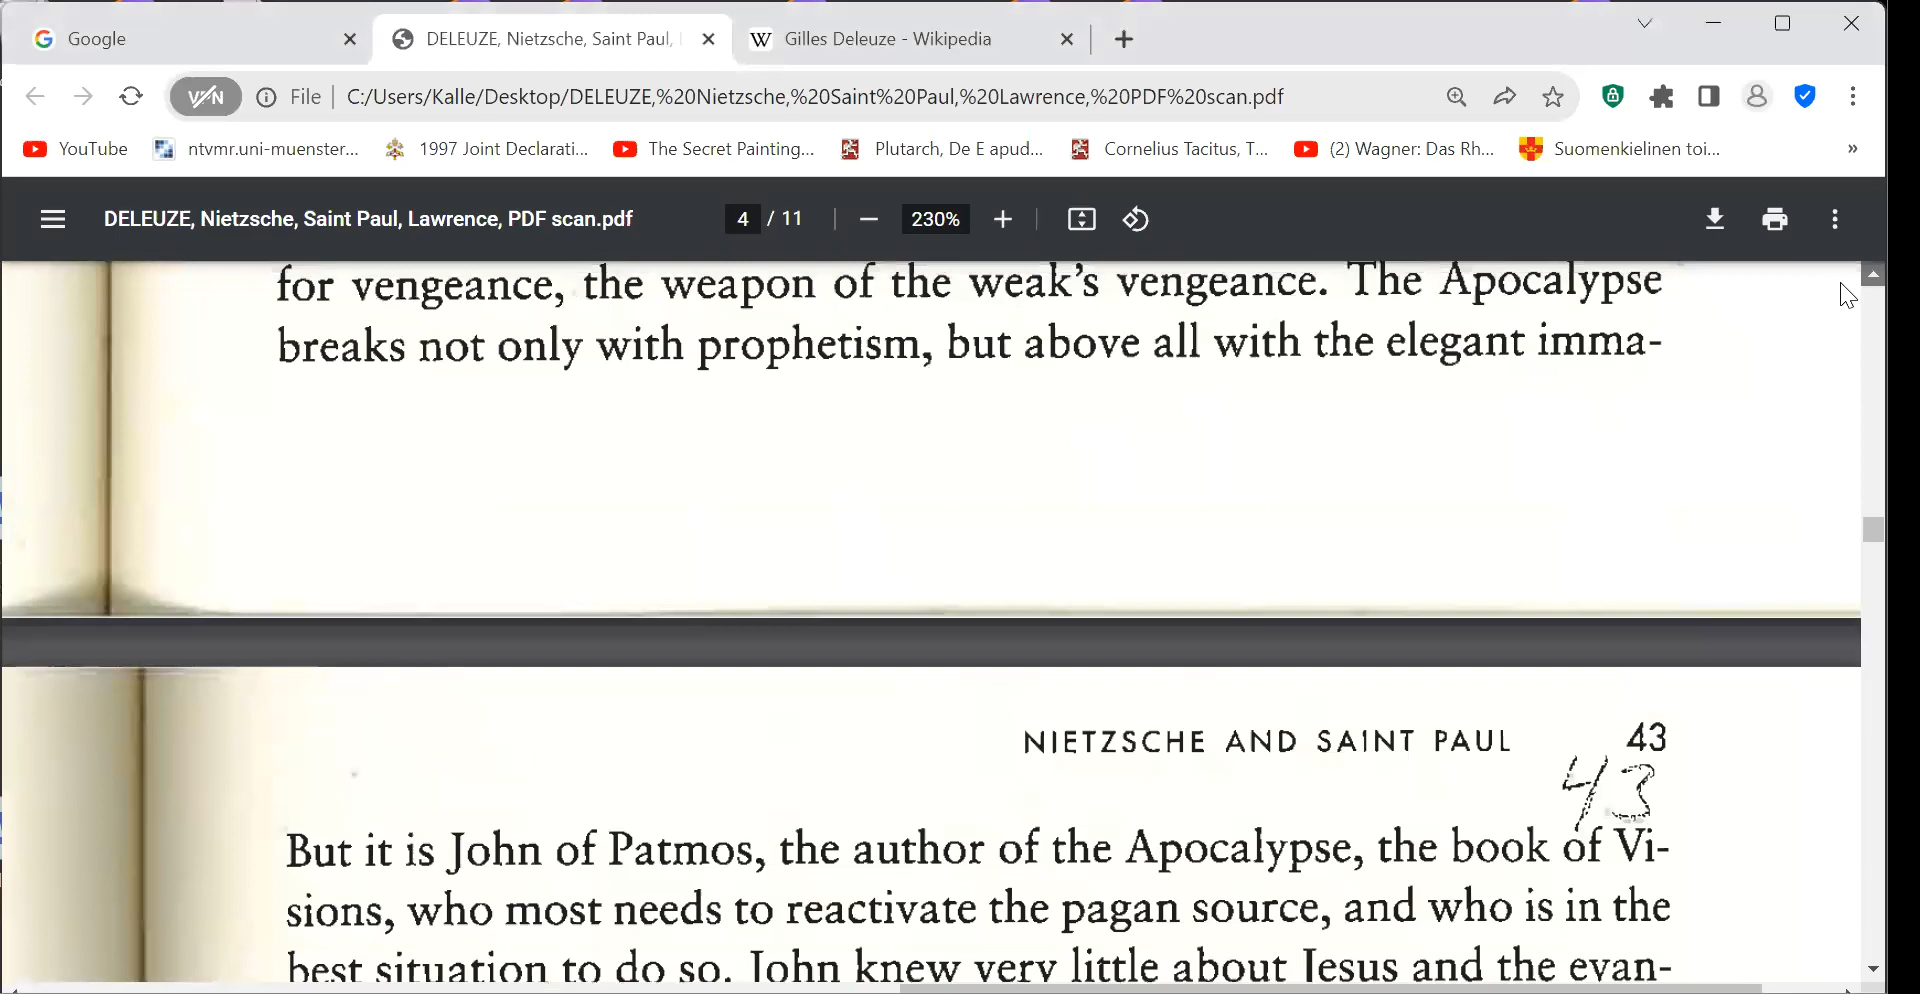 Google
DELEUZE, Nietzsche, Saint Paul,
W Gilles Deleuze - Wikipedia
VPN
File
C:/Users/Kalle/Desktop/DELEUZE,%20Nietzsche,%20Saint%20Paul,%20Lawrence,%20PDF%20scan.pdf
YouTube
ntvmr.uni-muenster...
1997 Joint Declarati...
The Secret Painting...
Plutarch, De E apud...
Cornelius Tacitus, T...
(2) Wagner: Das Rh...
Suomenkielinen toi...
»
DELEUZE, Nietzsche, Saint Paul, Lawrence, PDF scan.pdf
4 / 11
230%
for vengeance, the weapon of the weak’s vengeance. The Apocalypse
breaks not only with prophetism, but above all with the elegant imma-
NIETZSCHE AND SAINT PAUL 43
43
But it is John of Patmos, the author of the Apocalypse, the book of Vi-
sions, who most needs to reactivate the pagan source, and who is in the
best situation to do so. John knew very little about Jesus and the evan-